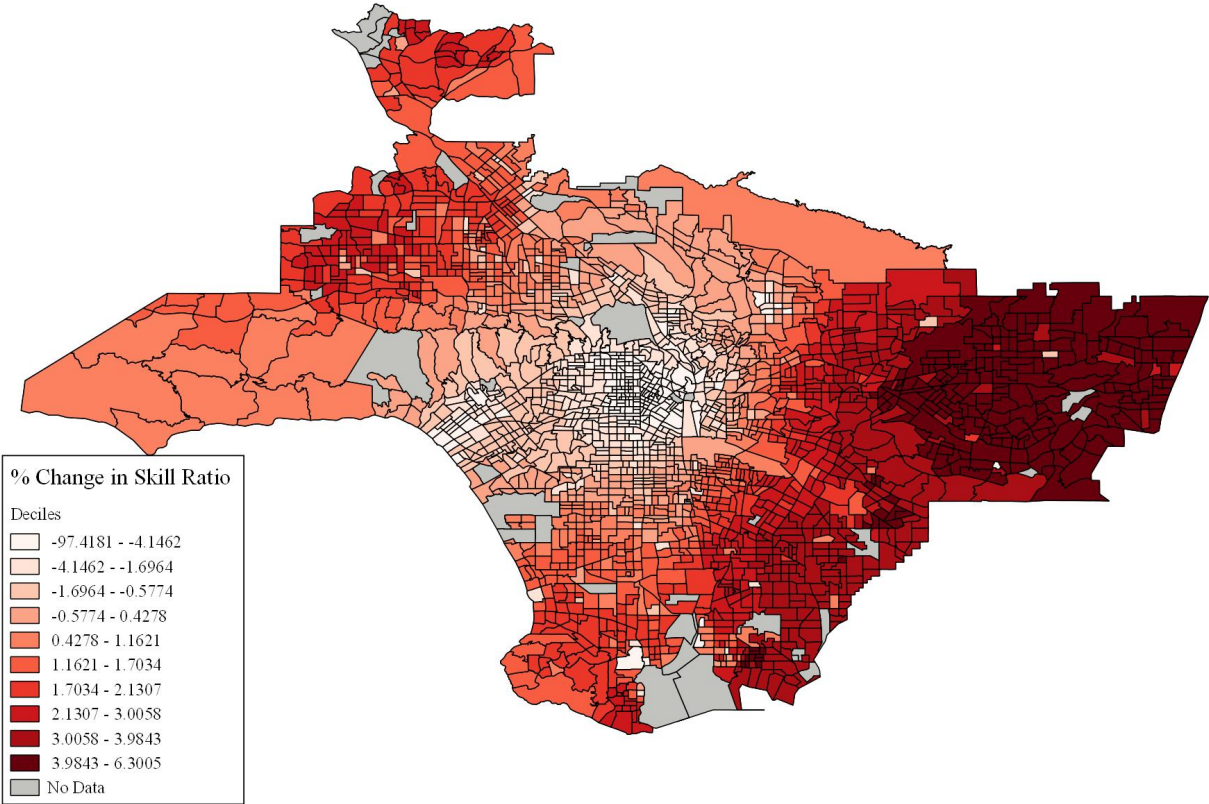 % Change in Skill Ratio
Deciles
-97.4181 - -4.1462
-4.1462 - -1.6964
-1.6964 - -0.5774
-0.5774 - 0.4278
0.4278 - 1.1621
1.1621 - 1.7034
1.7034 - 2.1307
2.1307 - 3.0058
3.0058 - 3.9843
3.9843 - 6.3005
No Data